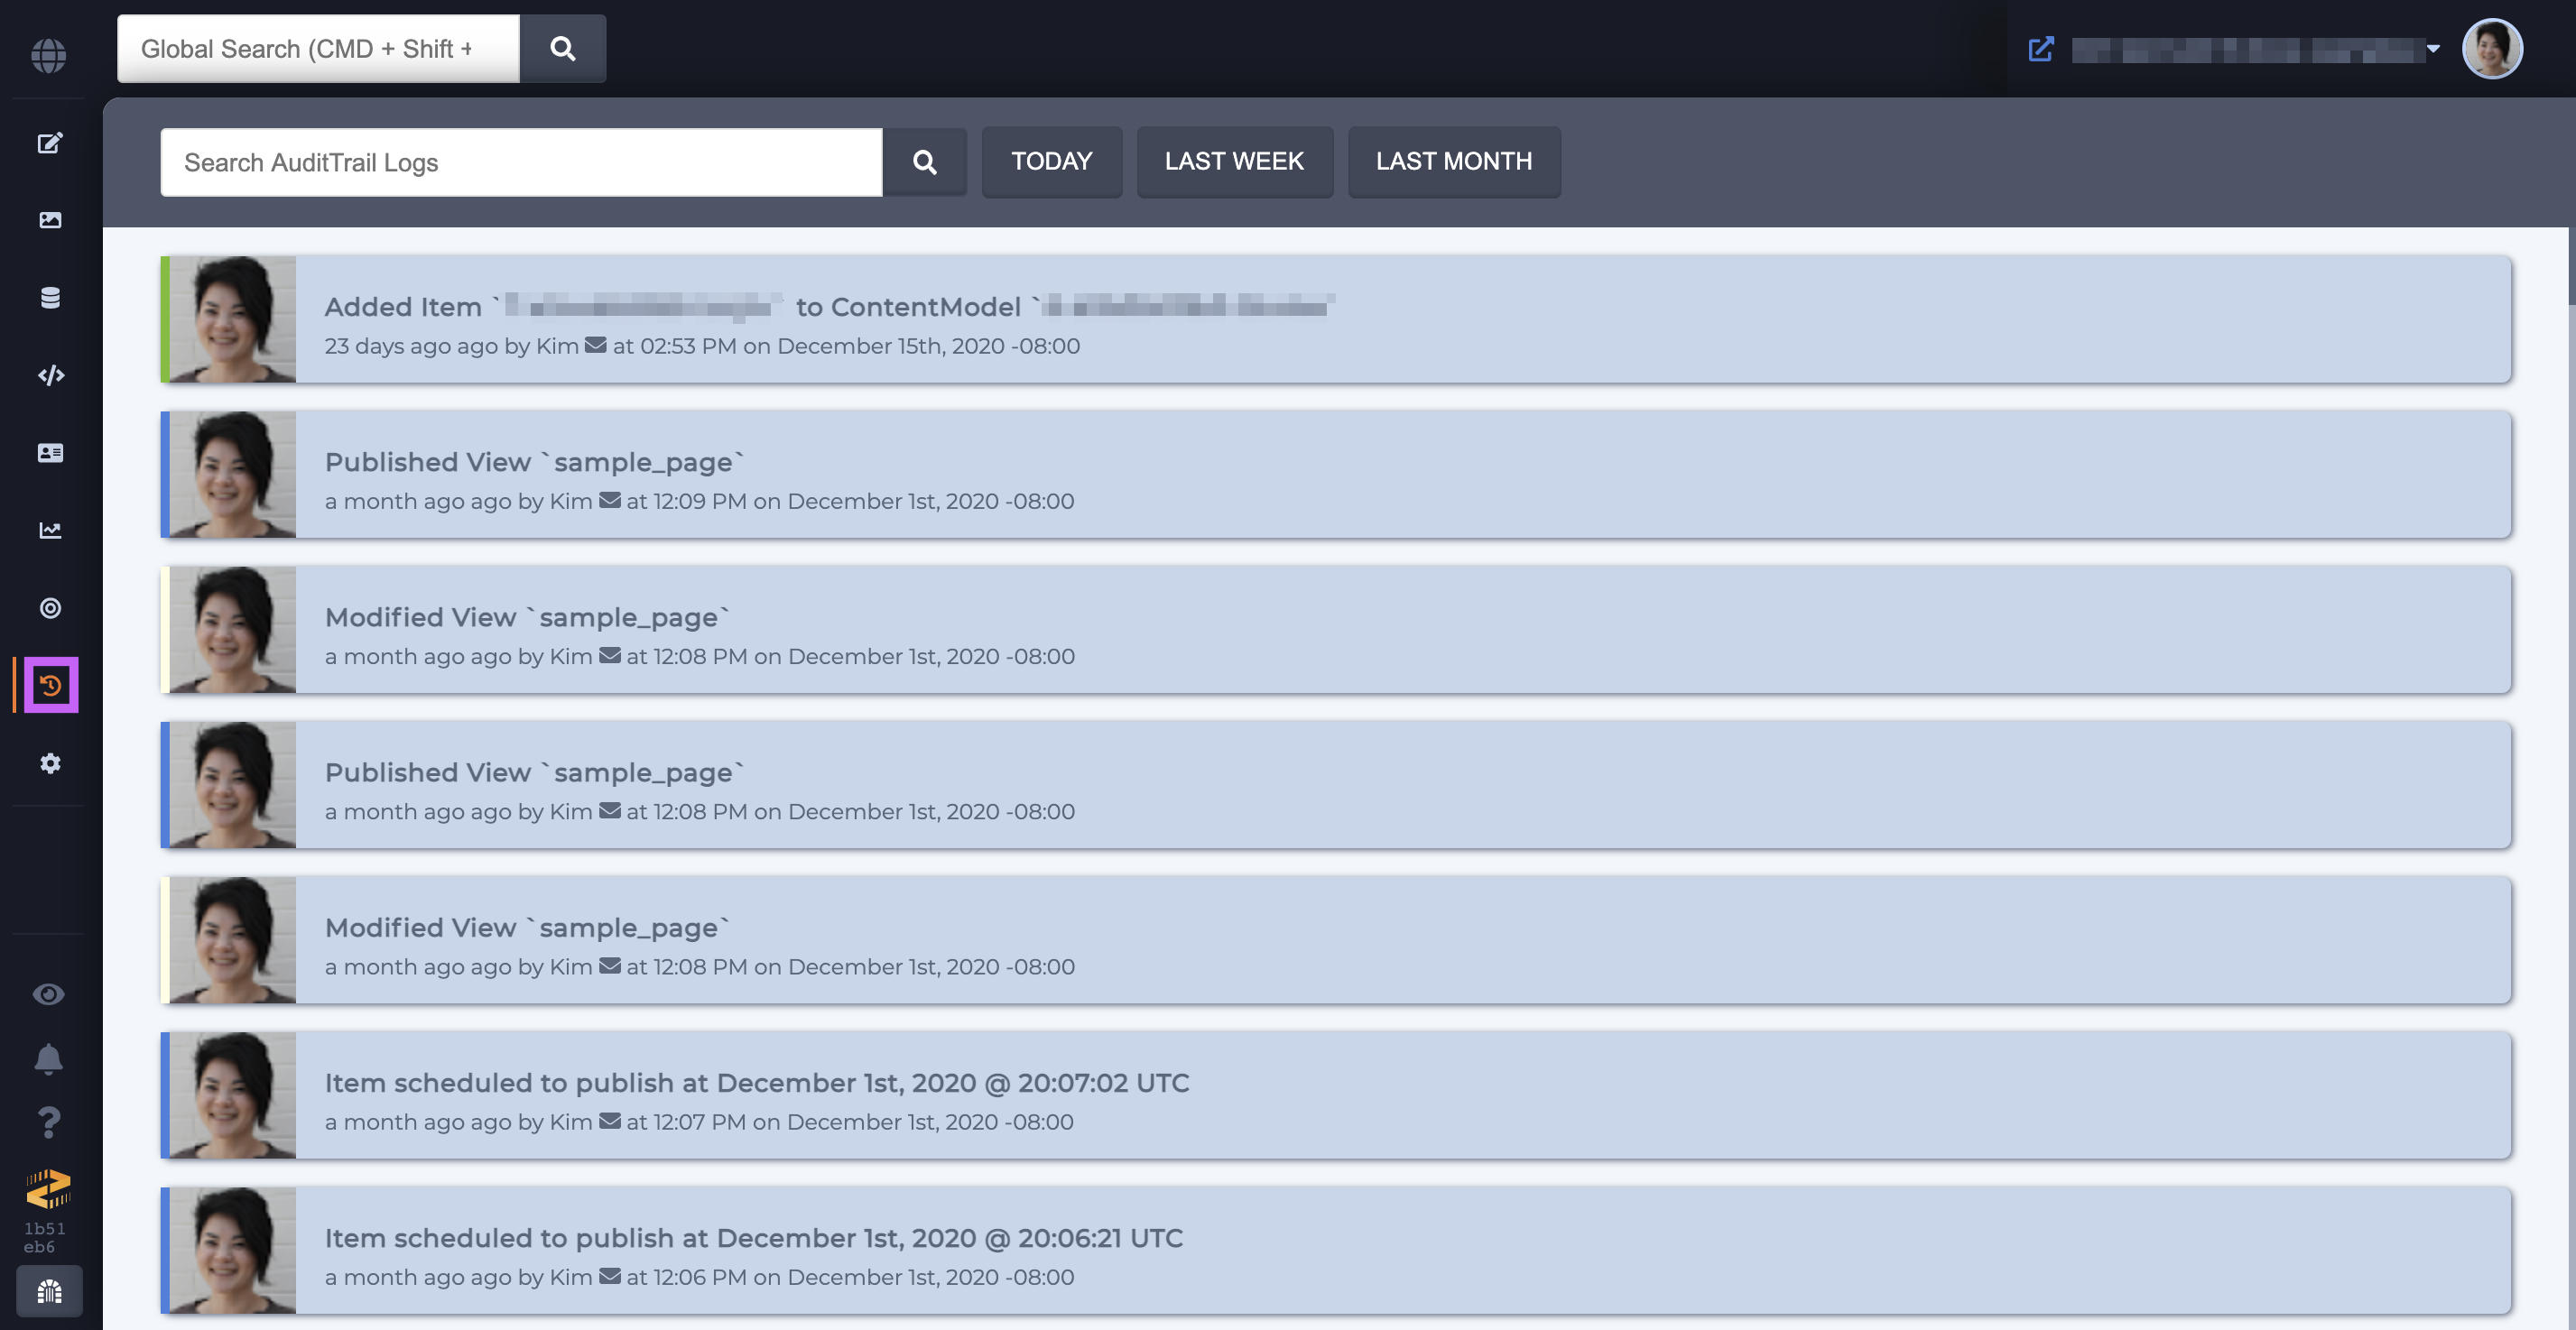 Global Search (CMD + Shift +
Search AuditTrail Logs
TODAY
LAST WEEK
LAST MONTH
Added Item ` to ContentModel `
23 days ago ago by Kim at 02:53 PM on December 15th, 2020 -08:00
Published View `sample_page`
a month ago ago by Kim at 12:09 PM on December 1st, 2020 -08:00
Modified View `sample_page`
a month ago ago by Kim at 12:08 PM on December 1st, 2020 -08:00
Published View `sample_page`
a month ago ago by Kim at 12:08 PM on December 1st, 2020 -08:00
Modified View `sample_page`
a month ago ago by Kim at 12:08 PM on December 1st, 2020 -08:00
Item scheduled to publish at December 1st, 2020 @ 20:07:02 UTC
a month ago ago by Kim at 12:07 PM on December 1st, 2020 -08:00
Item scheduled to publish at December 1st, 2020 @ 20:06:21 UTC
a month ago ago by Kim at 12:06 PM on December 1st, 2020 -08:00
1b51
eb6